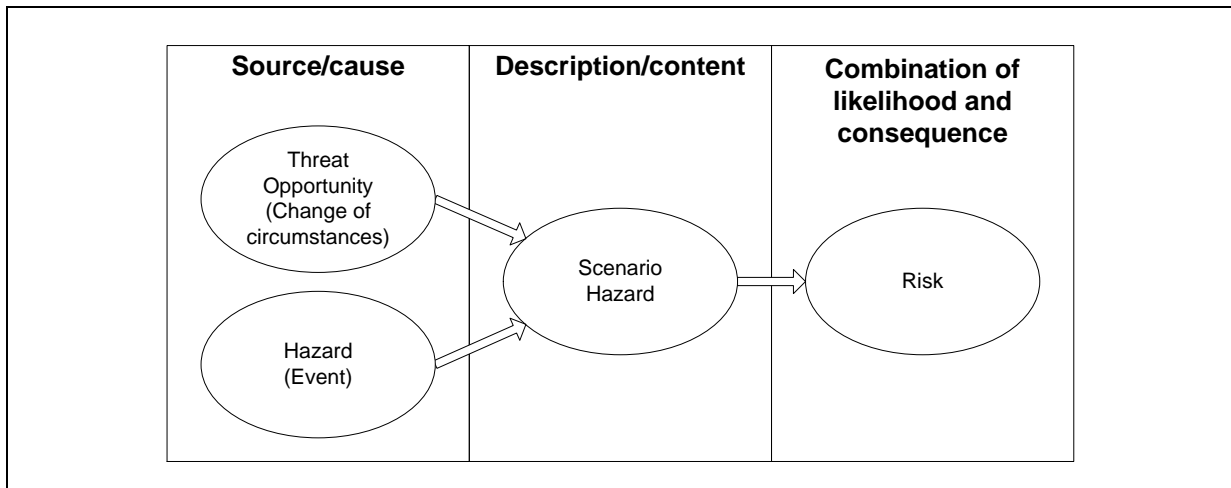 Source/cause
Description/content
Combination of
likelihood and
consequence
Threat
Opportunity
(Change of
circumstances)
Hazard
(Event)
Scenario
Hazard
Risk